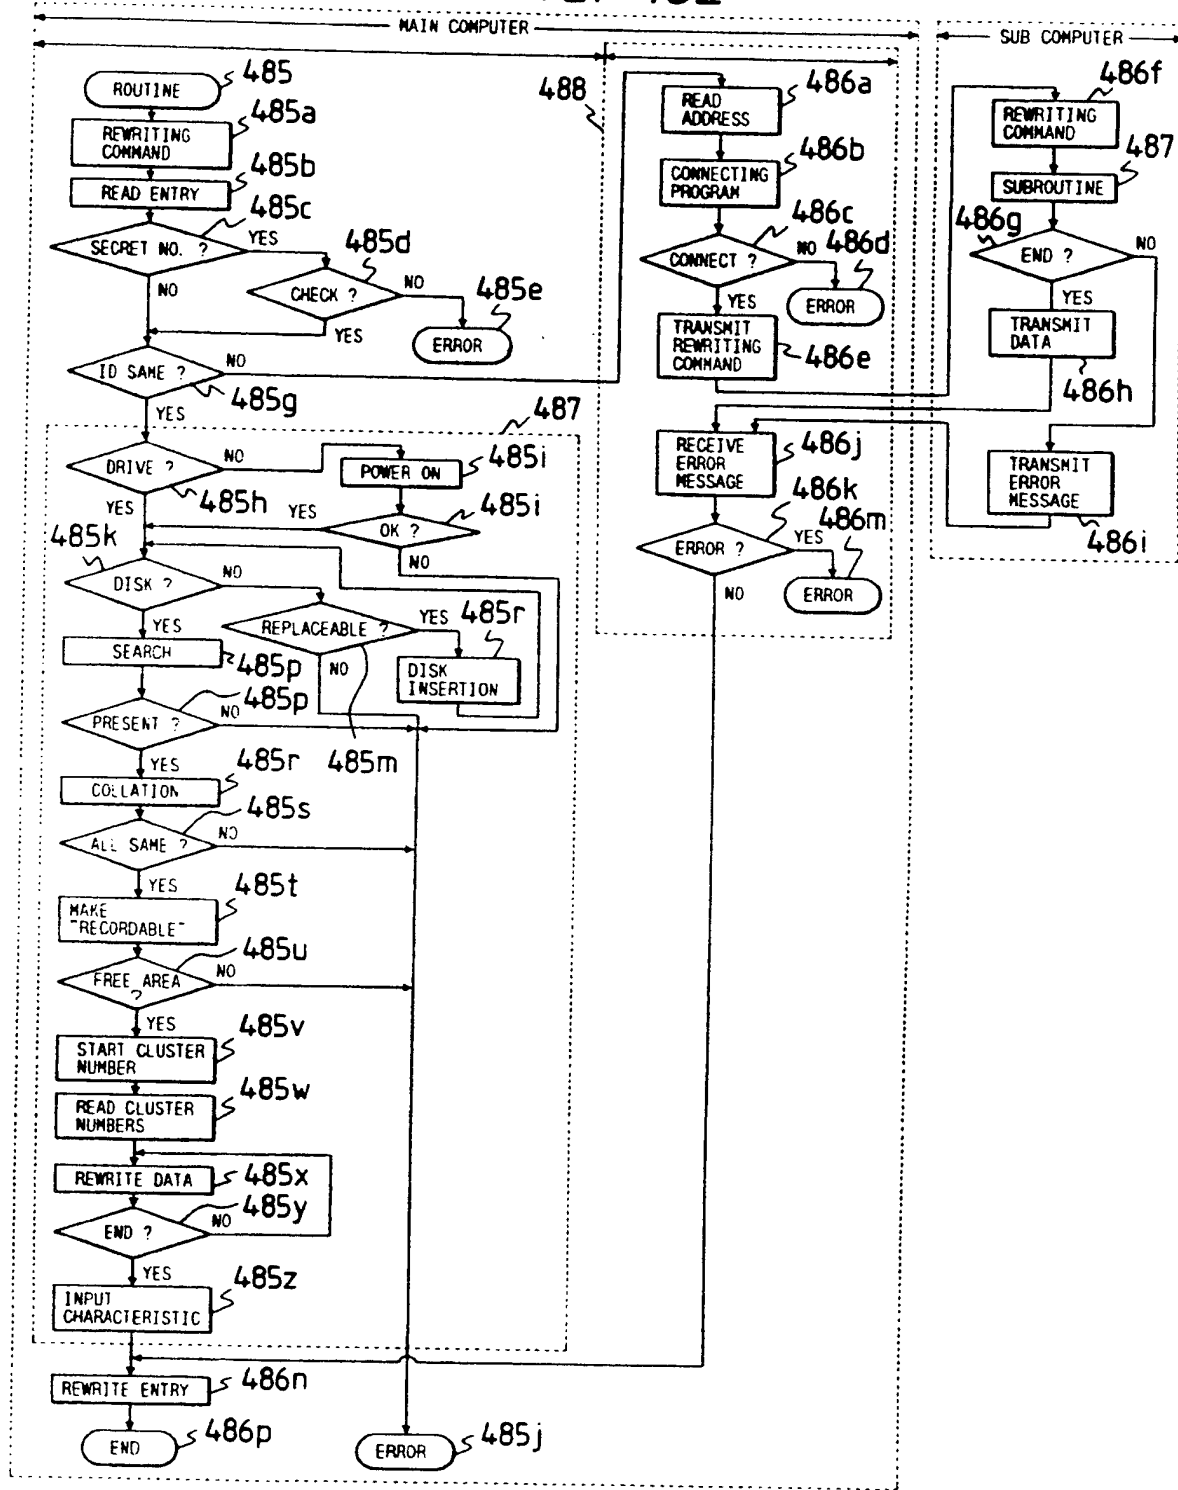 MAIN COMPUTER
SUB COMPUTER
ROUTINE
485
REWRITING
COMMAND
485a
READ ENTRY
485b
SECRET NO. ?
485c
YES
NO
CHECK ?
485d
NO
YES
ERROR
485e
ID SAME ?
NO
485g
YES
487
DRIVE ?
NO
485h
YES
POWER ON
485i
OK ?
485i
YES
NO
485k
DISK ?
NO
YES
REPLACEABLE ?
YES
NO
485m
485r
DISK
INSERTION
SEARCH
485p
PRESENT ?
485p
NO
YES
COLLATION
485r
ALL SAME ?
485s
NO
YES
MAKE
"RECORDABLE"
485t
FREE AREA
?
485u
NO
YES
START CLUSTER
NUMBER
485v
READ CLUSTER
NUMBERS
485w
REWRITE DATA
485x
END ?
485y
NO
YES
INPUT
CHARACTERISTIC
485z
REWRITE ENTRY
486n
END
486p
ERROR
485j
488
READ
ADDRESS
486a
CONNECTING
PROGRAM
486b
CONNECT ?
486c
NO
486d
ERROR
YES
TRANSMIT
REWRITING
COMMAND
486e
RECEIVE
ERROR
MESSAGE
486j
ERROR ?
486k
YES
486m
ERROR
NO
486f
REWRITING
COMMAND
487
SUBROUTINE
486g
END ?
NO
YES
TRANSMIT
DATA
486h
TRANSMIT
ERROR
MESSAGE
486i